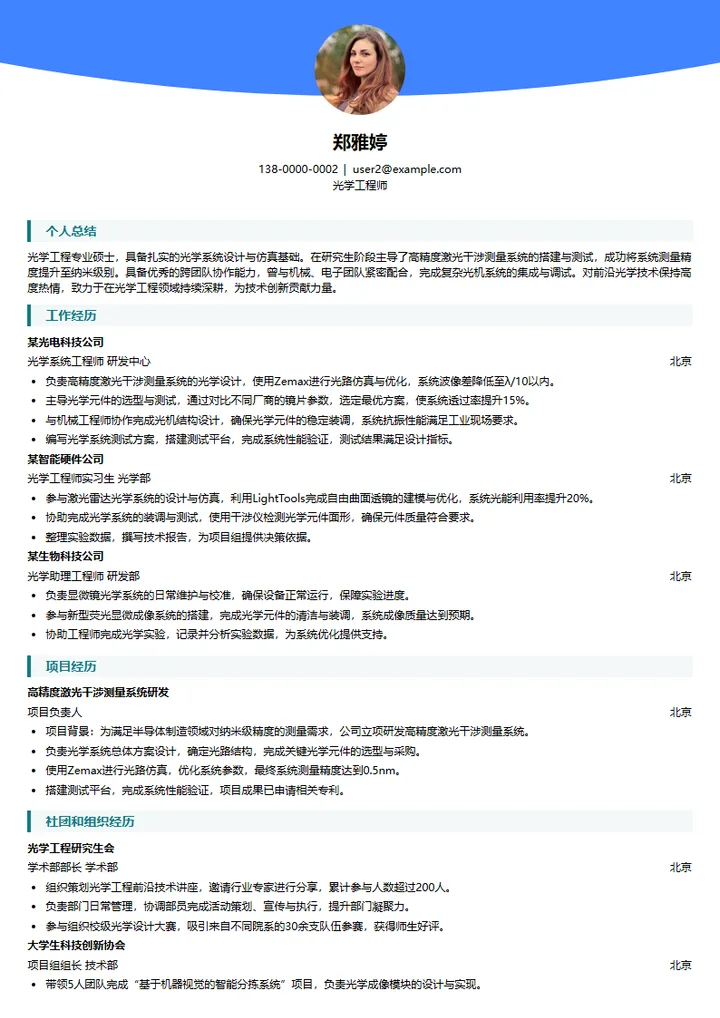 郑雅婷
138-0000-0002 | user2@example.com
光学工程师
个人总结
光学工程专业硕士，具备扎实的光学系统设计与仿真基础。在研究生阶段主导了高精度激光干涉测量系统的搭建与测试，成功将系统测量精
度提升至纳米级别。具备优秀的跨团队协作能力，曾与机械、电子团队紧密配合，完成复杂光机系统的集成与调试。对前沿光学技术保持高
度热情，致力于在光学工程领域持续深耕，为技术创新贡献力量。
工作经历
某光电科技公司
光学系统工程师 研发中心 北京
• 负责高精度激光干涉测量系统的光学设计，使用Zemax进行光路仿真与优化，系统波像差降低至λ/10以内。
• 主导光学元件的选型与测试，通过对比不同厂商的镜片参数，选定最优方案，使系统透过率提升15%。
• 与机械工程师协作完成光机结构设计，确保光学元件的稳定装调，系统抗振性能满足工业现场要求。
• 编写光学系统测试方案，搭建测试平台，完成系统性能验证，测试结果满足设计指标。
某智能硬件公司
光学工程师实习生 光学部 北京
• 参与激光雷达光学系统的设计与仿真，利用LightTools完成自由曲面透镜的建模与优化，系统光能利用率提升20%。
• 协助完成光学系统的装调与测试，使用干涉仪检测光学元件面形，确保元件质量符合要求。
• 整理实验数据，撰写技术报告，为项目组提供决策依据。
某生物科技公司
光学助理工程师 研发部 北京
• 负责显微镜光学系统的日常维护与校准，确保设备正常运行，保障实验进度。
• 参与新型荧光显微成像系统的搭建，完成光学元件的清洁与装调，系统成像质量达到预期。
• 协助工程师完成光学实验，记录并分析实验数据，为系统优化提供支持。
项目经历
高精度激光干涉测量系统研发
项目负责人 北京
• 项目背景：为满足半导体制造领域对纳米级精度的测量需求，公司立项研发高精度激光干涉测量系统。
• 负责光学系统总体方案设计，确定光路结构，完成关键光学元件的选型与采购。
• 使用Zemax进行光路仿真，优化系统参数，最终系统测量精度达到0.5nm。
• 搭建测试平台，完成系统性能验证，项目成果已申请相关专利。
社团和组织经历
光学工程研究生会
学术部部长 学术部 北京
• 组织策划光学工程前沿技术讲座，邀请行业专家进行分享，累计参与人数超过200人。
• 负责部门日常管理，协调部员完成活动策划、宣传与执行，提升部门凝聚力。
• 参与组织校级光学设计大赛，吸引来自不同院系的30余支队伍参赛，获得师生好评。
大学生科技创新协会
项目组组长 技术部 北京
• 带领5人团队完成“基于机器视觉的智能分拣系统”项目，负责光学成像模块的设计与实现。